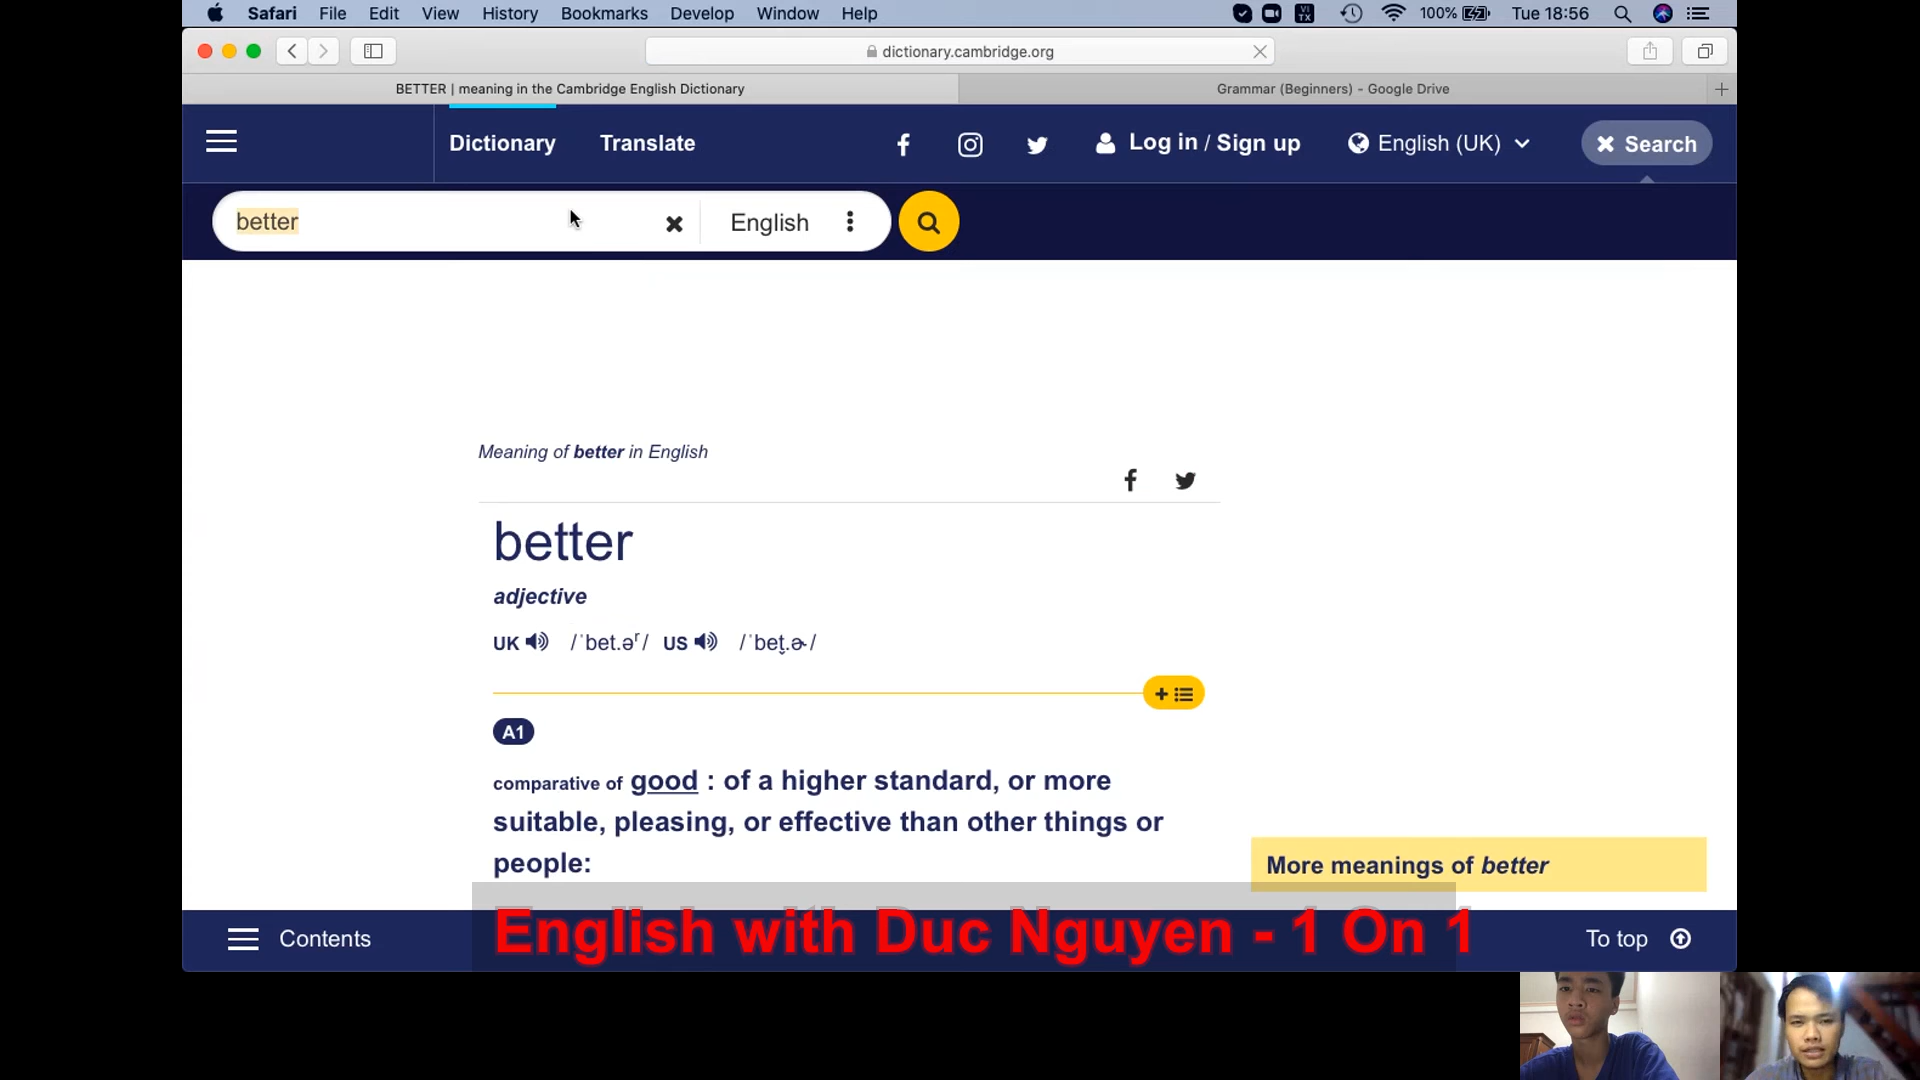 Safari File Edit View History Bookmarks Develop Window Help
VI TX 100% Tue 18:56
dictionary.cambridge.org
BETTER | meaning in the Cambridge English Dictionary
Grammar (Beginners) - Google Drive
Dictionary Translate Log in / Sign up English (UK) Search
better English
Meaning of better in English
better
adjective
UK /ˈbet.əʳ/ US /ˈbet̬.ɚ/
A1
comparative of good : of a higher standard, or more
suitable, pleasing, or effective than other things or
people:
More meanings of better
English with Duc Nguyen - 1 On 1
Contents
To top